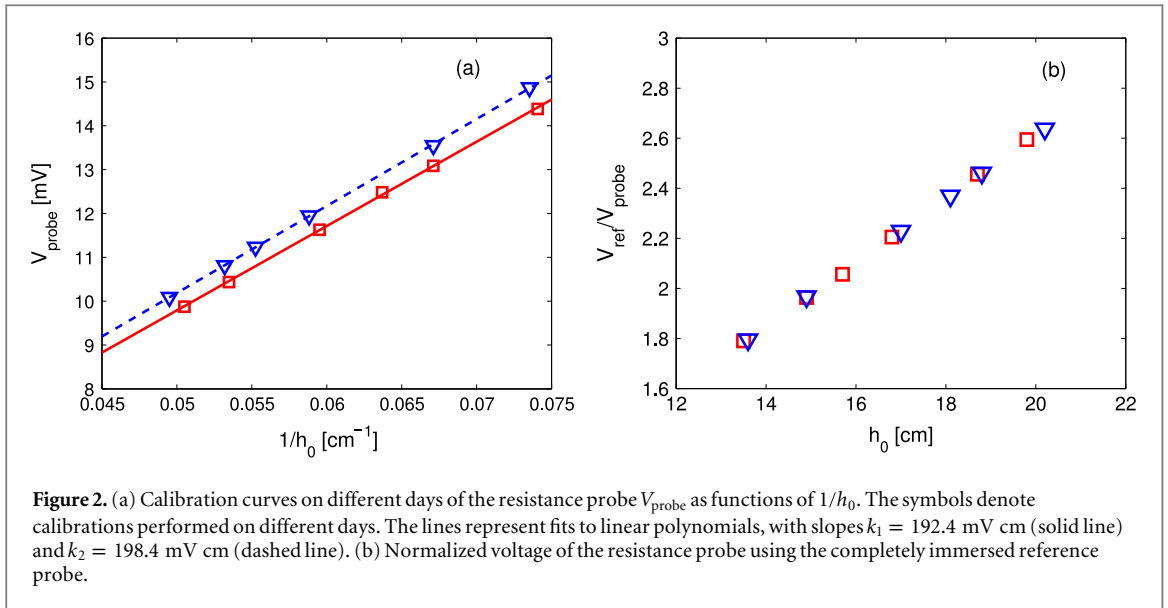 16
15
14
13
12
11
10
9
8
V_probe [mV]
(a)
0.045 0.05 0.055 0.06 0.065 0.07 0.075
1/h_0 [cm^-1]
3
2.8
2.6
2.4
2.2
2
1.8
1.6
V_ref/V_probe
(b)
12 14 16 18 20 22
h_0 [cm]
Figure 2. (a) Calibration curves on different days of the resistance probe V_probe as functions of 1/h_0. The symbols denote
calibrations performed on different days. The lines represent fits to linear polynomials, with slopes k_1 = 192.4 mV cm (solid line)
and k_2 = 198.4 mV cm (dashed line). (b) Normalized voltage of the resistance probe using the completely immersed reference
probe.